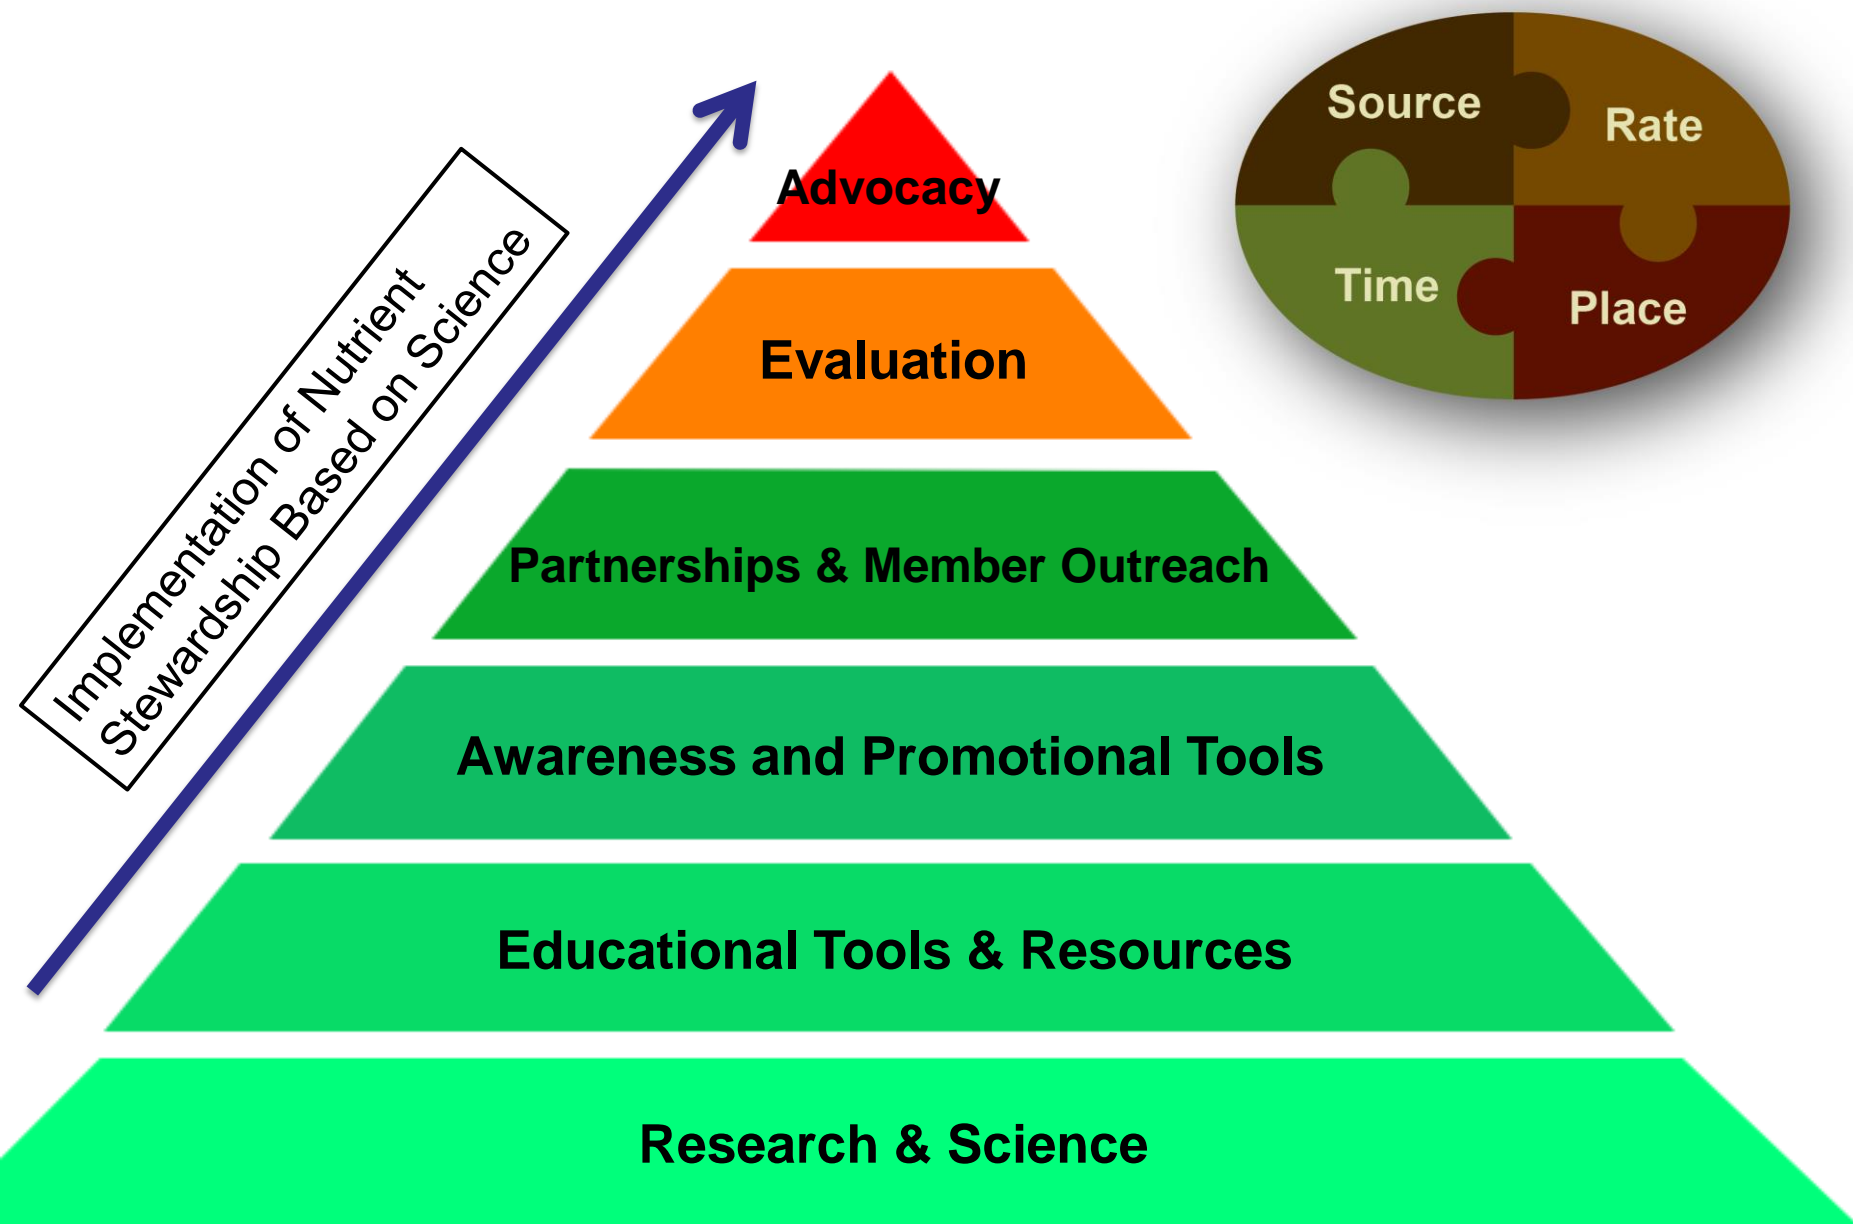 Implementation of Nutrient
Stewardship Based on Science
Advocacy
Evaluation
Partnerships & Member Outreach
Awareness and Promotional Tools
Educational Tools & Resources
Research & Science
Source
Rate
Time
Place